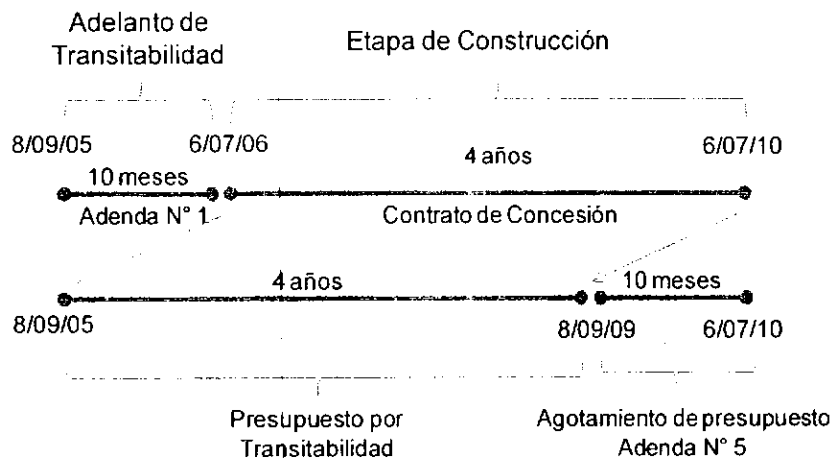 Adelanto de
Transitabilidad
Etapa de Construcción
8/09/05
6/07/06
4 años
6/07/10
10 meses
Adenda N° 1
Contrato de Concesión
4 años
10 meses
8/09/05
8/09/09
6/07/10
Presupuesto por
Transitabilidad
Agotamiento de presupuesto
Adenda N° 5